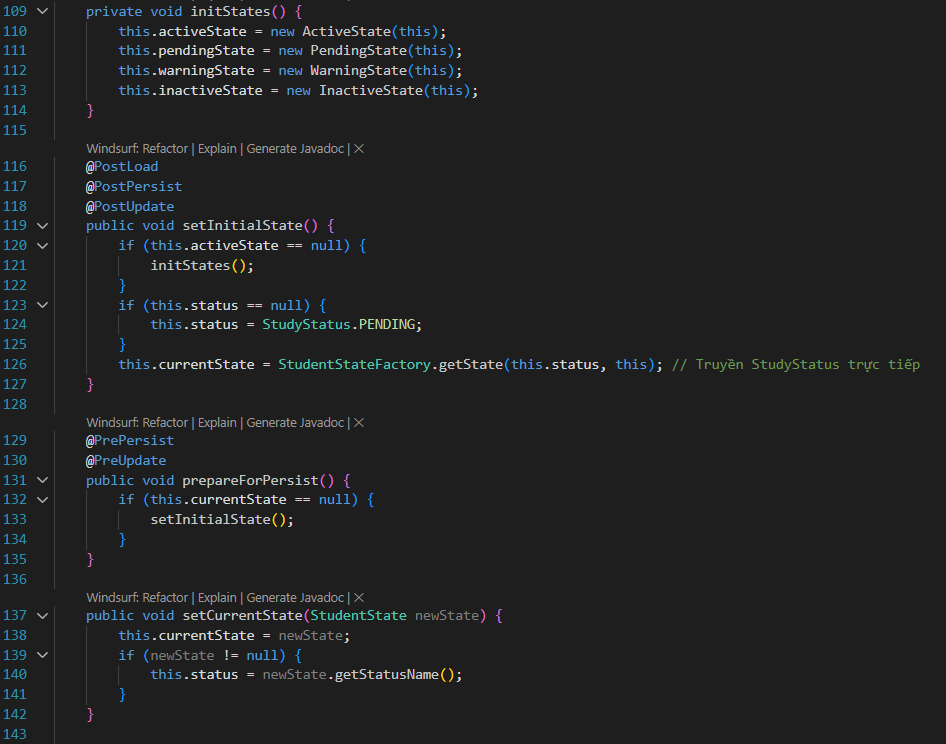 109 private void initStates() {
110 this.activeState = new ActiveState(this);
111 this.pendingState = new PendingState(this);
112 this.warningState = new WarningState(this);
113 this.inactiveState = new InactiveState(this);
114 }
115
Windsurf: Refactor | Explain | Generate Javadoc | ✕
116 @PostLoad
117 @PostPersist
118 @PostUpdate
119 public void setInitialState() {
120 if (this.activeState == null) {
121 initStates();
122 }
123 if (this.status == null) {
124 this.status = StudyStatus.PENDING;
125 }
126 this.currentState = StudentStateFactory.getState(this.status, this); // Truyền StudyStatus trực tiếp
127 }
128
Windsurf: Refactor | Explain | Generate Javadoc | ✕
129 @PrePersist
130 @PreUpdate
131 public void prepareForPersist() {
132 if (this.currentState == null) {
133 setInitialState();
134 }
135 }
136
Windsurf: Refactor | Explain | Generate Javadoc | ✕
137 public void setCurrentState(StudentState newState) {
138 this.currentState = newState;
139 if (newState != null) {
140 this.status = newState.getStatusName();
141 }
142 }
143